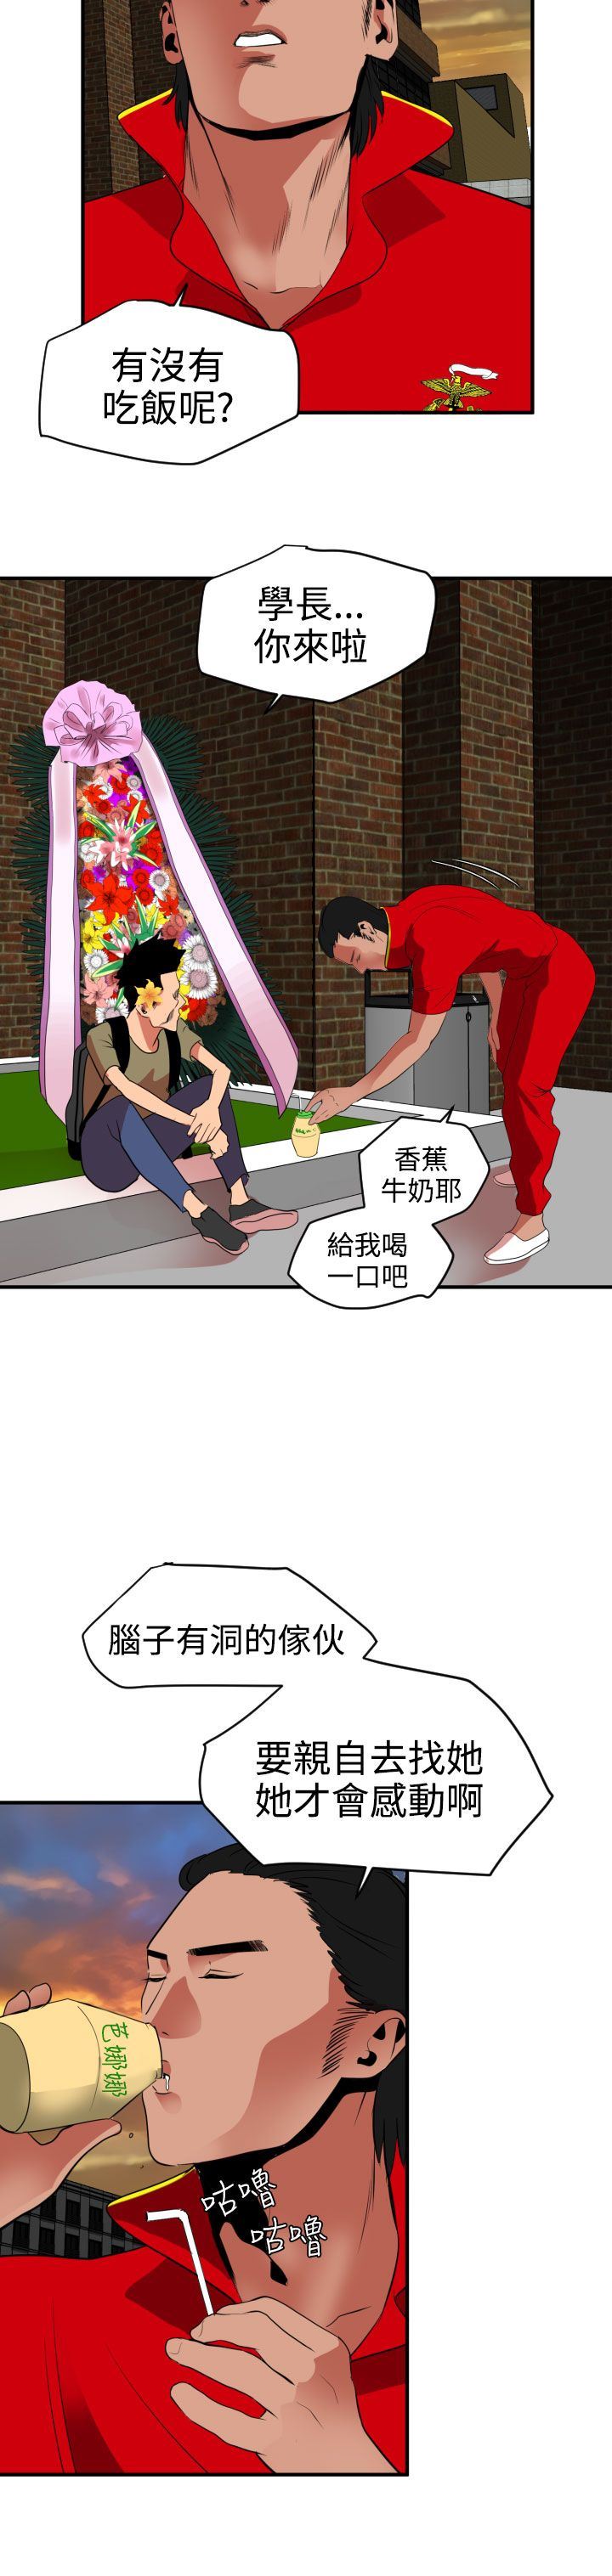 有沒有
吃飯呢?
學長...
你來啦
香蕉
牛奶耶
給我喝
一口吧
腦子有洞的傢伙
要親自去找她
她才會感動啊
芭娜娜
咕嚕
咕嚕